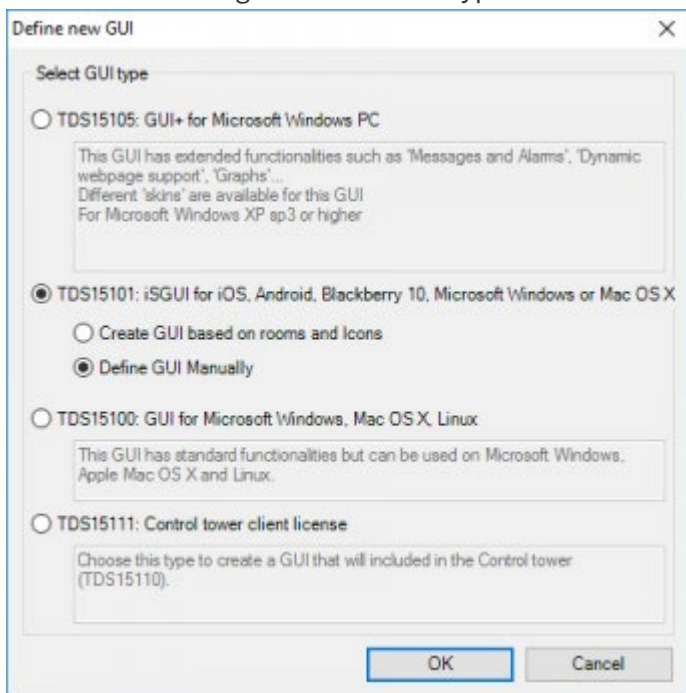 Define new GUI
Select GUI type
TDS15105: GUI+ for Microsoft Windows PC
This GUI has extended functionalities such as 'Messages and Alarms', 'Dynamic
webpage support', 'Graphs'...
Different 'skins' are available for this GUI
For Microsoft Windows XP sp3 or higher
TDS15101: iSGUI for iOS, Android, Blackberry 10, Microsoft Windows or Mac OS X
Create GUI based on rooms and Icons
Define GUI Manually
TDS15100: GUI for Microsoft Windows, Mac OS X, Linux
This GUI has standard functionalities but can be used on Microsoft Windows,
Apple Mac OS X and Linux.
TDS15111: Control tower client license
Choose this type to create a GUI that will included in the Control tower
(TDS15110).
OK
Cancel